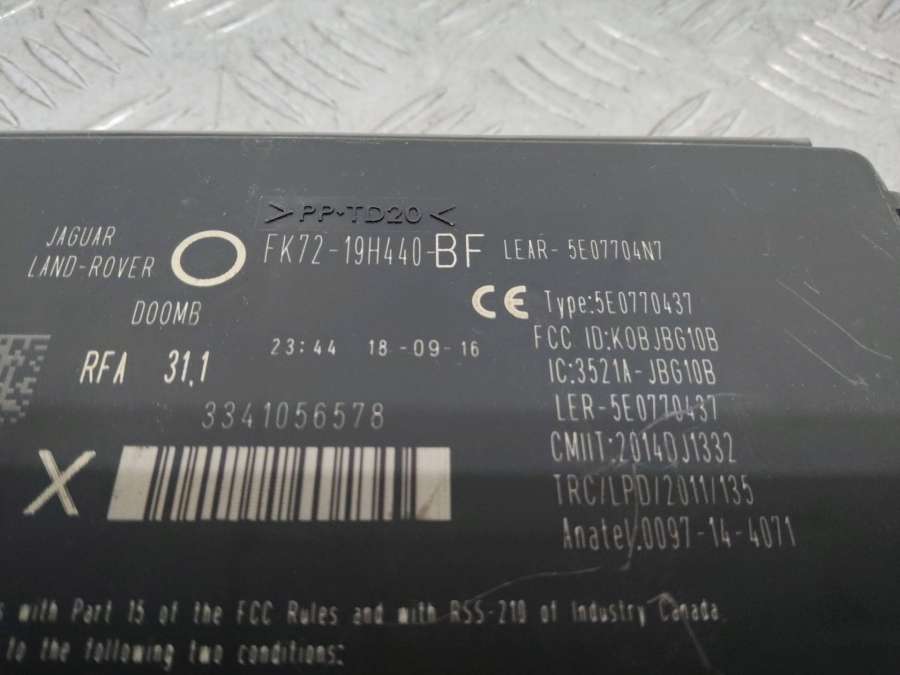 >PP-TD20<
JAGUAR
LAND-ROVER
FK72-19H440-BF
LEAR- 5E07704N7
D00MB
CE Type:5E0770437
FCC ID:KOBJBG10B
RFA 31,1
23:44 18-09-16
IC:3521A-JBG10B
LER-5E0770437
3341056578
CMIIT:2014DJ1332
X
TRC/LPD/2011/135
Anatel.0097-14-4071
with Part 15 of the FCC Rules and with RSS-210 of Industry Canada.
to the following two conditions: